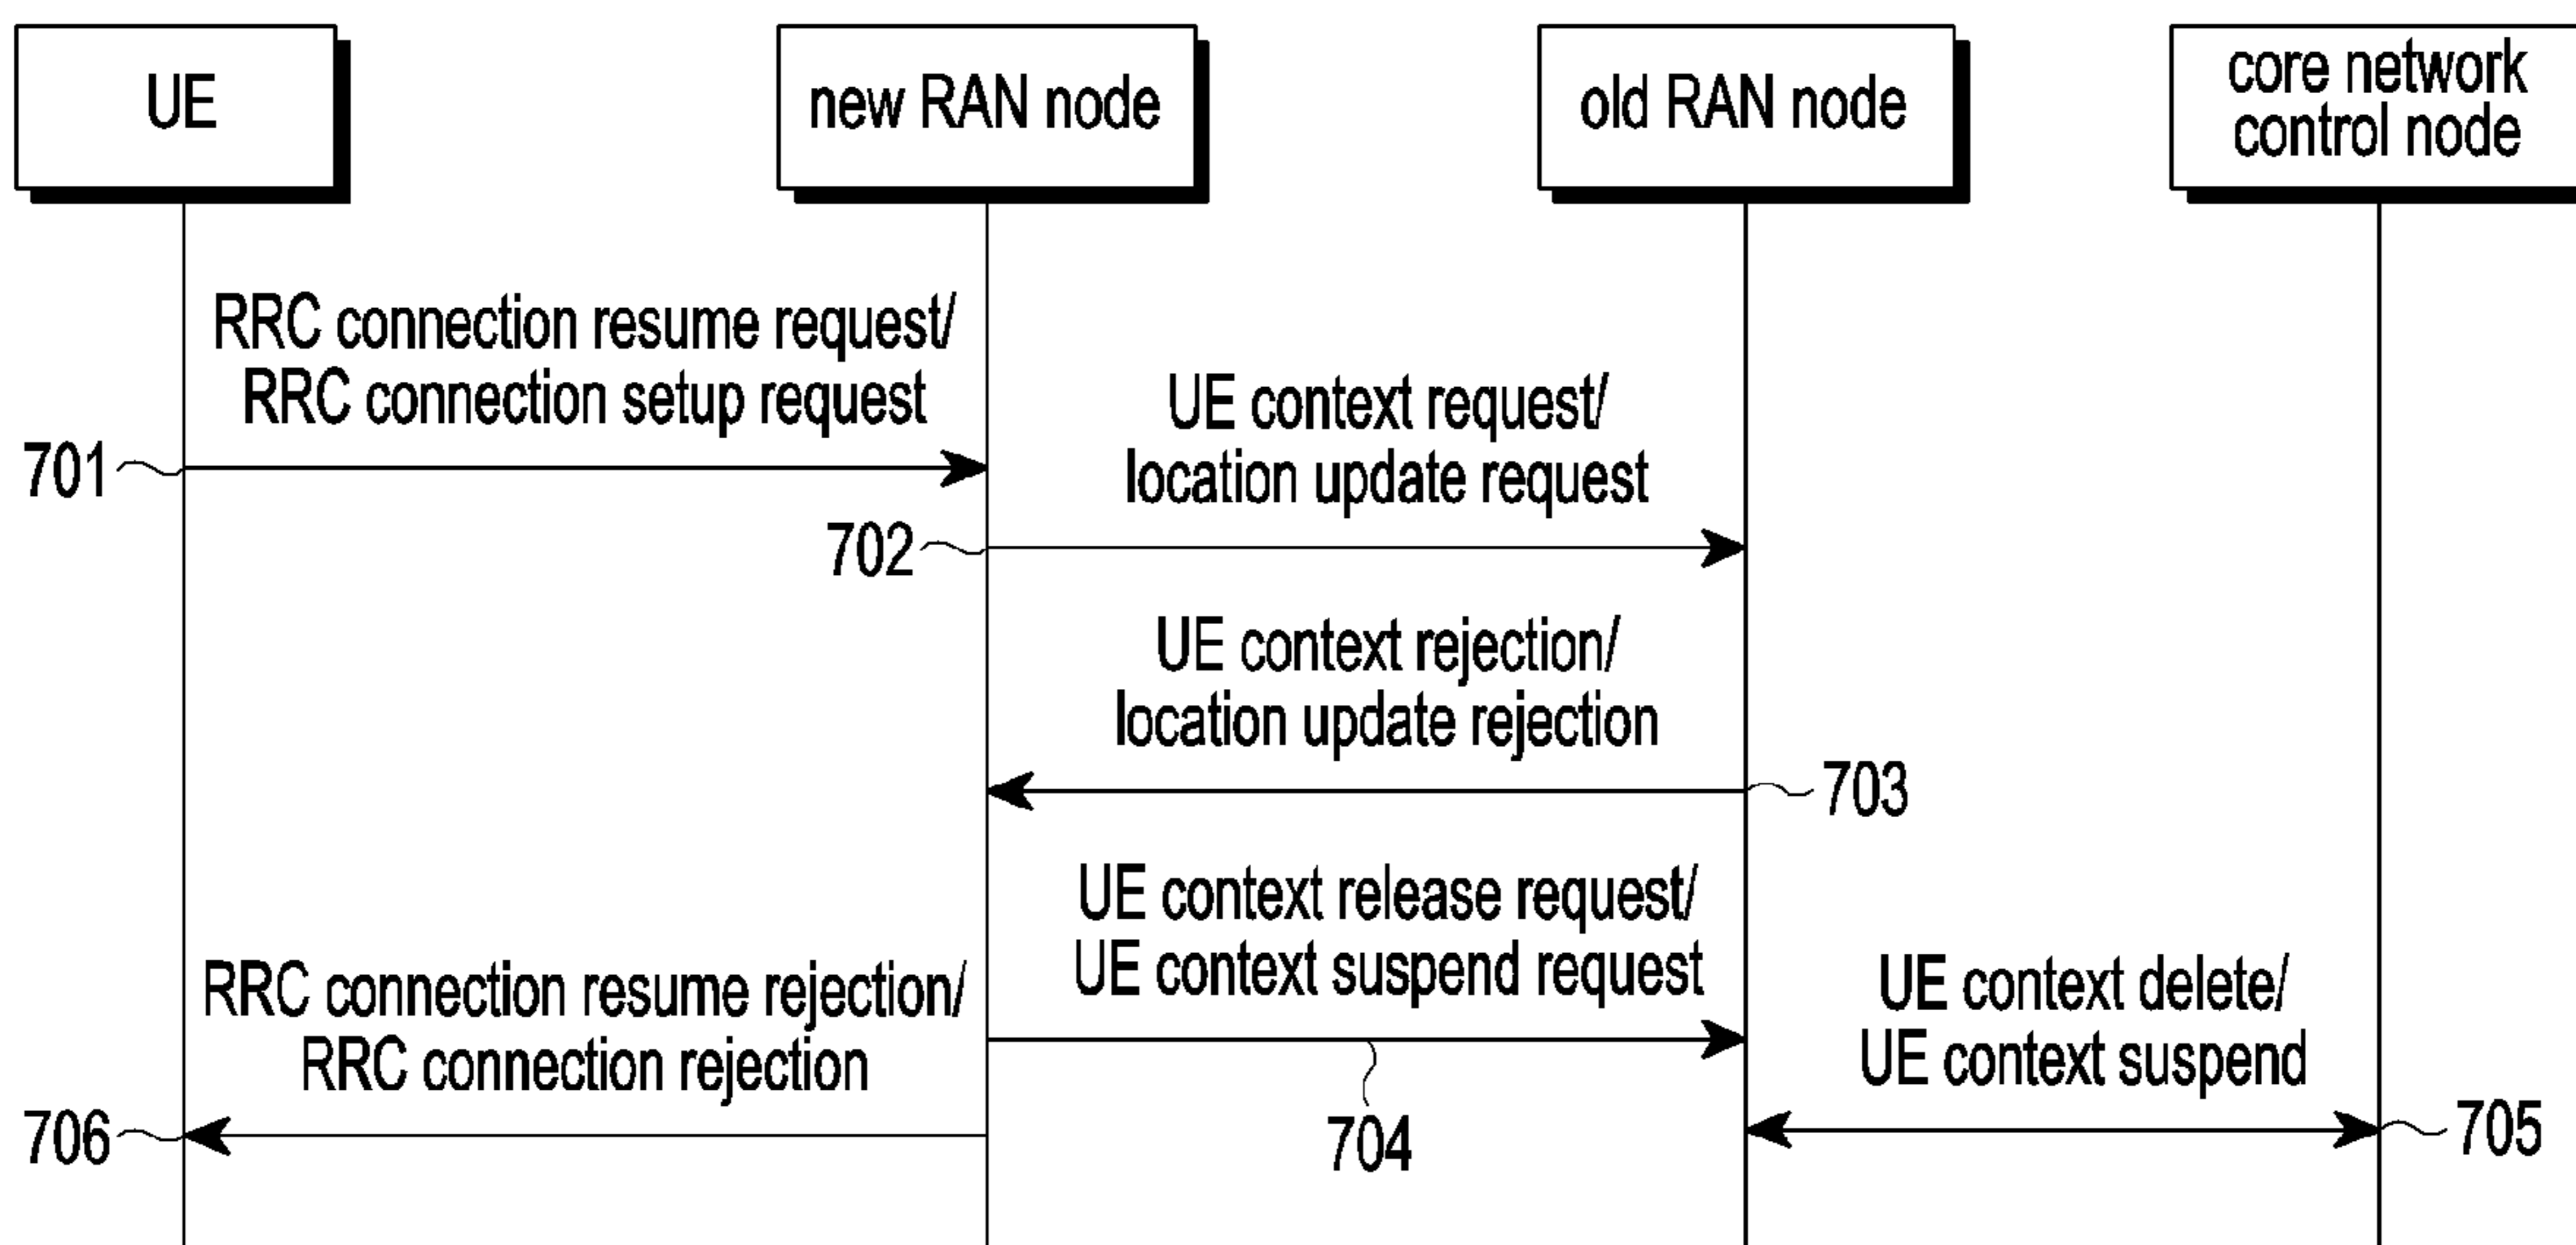 UE
new RAN node
old RAN node
core network
control node
RRC connection resume request/
RRC connection setup request
701
UE context request/
location update request
702
UE context rejection/
location update rejection
703
UE context release request/
UE context suspend request
704
RRC connection resume rejection/
RRC connection rejection
706
UE context delete/
UE context suspend
705